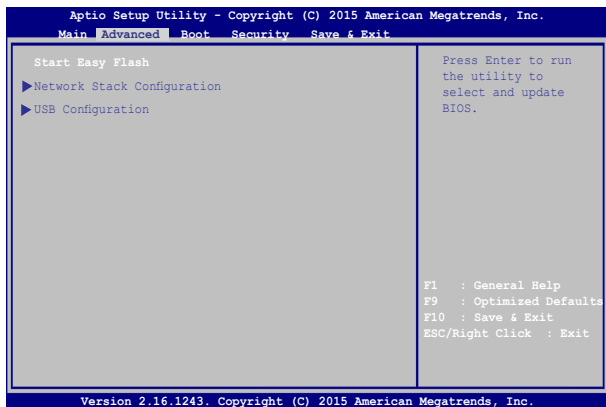 Aptio Setup Utility - Copyright (C) 2015 American Megatrends, Inc.
Main Advanced Boot Security Save & Exit
Start Easy Flash
Network Stack Configuration
USB Configuration
Press Enter to run
the utility to
select and update
BIOS.
F1 : General Help
F9 : Optimized Defaults
F10 : Save & Exit
ESC/Right Click : Exit
Version 2.16.1243. Copyright (C) 2015 American Megatrends, Inc.